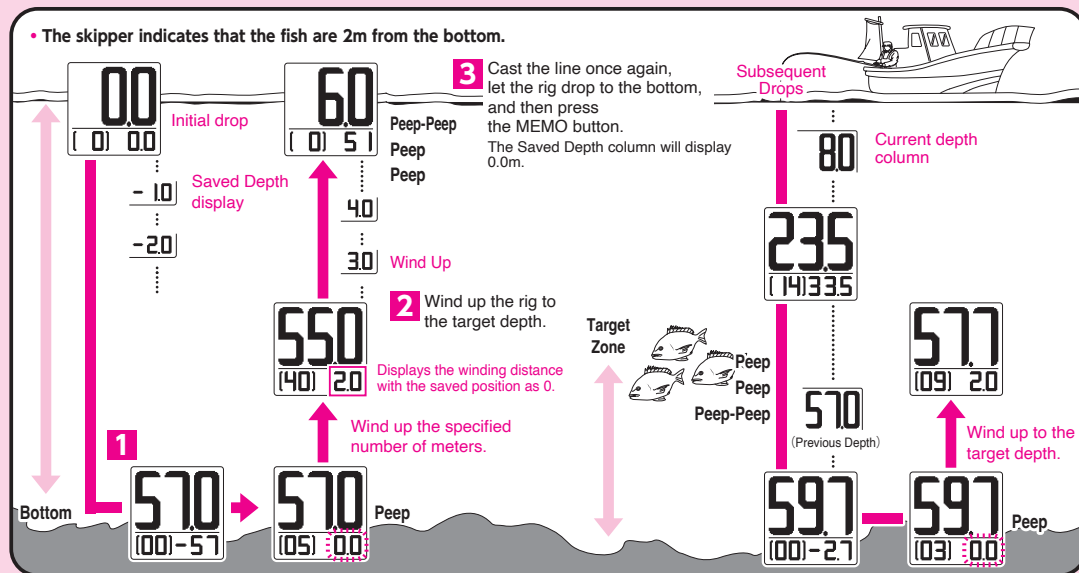 • The skipper indicates that the fish are 2m from the bottom.
0.0
( 0) 0.0
Initial drop
- 1.0
Saved Depth
display
-2.0
1
Bottom
57.0
(00)-57
57.0
(05) 0.0
Peep
Wind up the specified
number of meters.
55.0
(40) 2.0
Displays the winding distance
with the saved position as 0.
2 Wind up the rig to
the target depth.
3.0
Wind Up
4.0
6.0
( 0) 51
Peep-Peep
Peep
Peep
3 Cast the line once again,
let the rig drop to the bottom,
and then press
the MEMO button.
The Saved Depth column will display
0.0m.
Subsequent
Drops
8.0
Current depth
column
23.5
(14)33.5
Target
Zone
Peep
Peep
Peep-Peep
57.0
(Previous Depth)
59.7
(00)-2.7
59.7
(03) 0.0
Peep
Wind up to the
target depth.
57.7
(09) 2.0